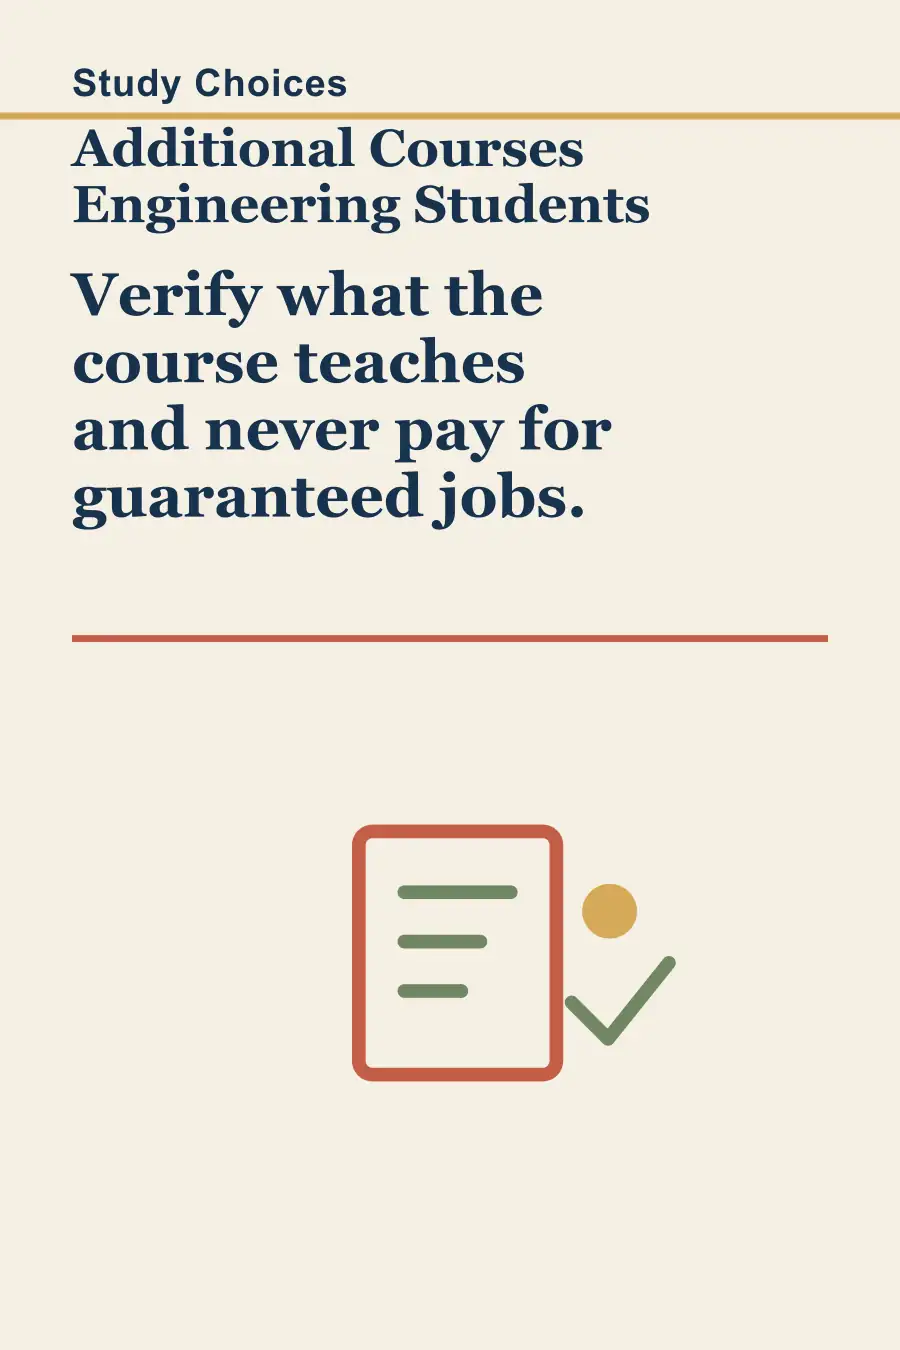 Study Choices
Additional Courses
Engineering Students
Verify what the
course teaches
and never pay for
guaranteed jobs.